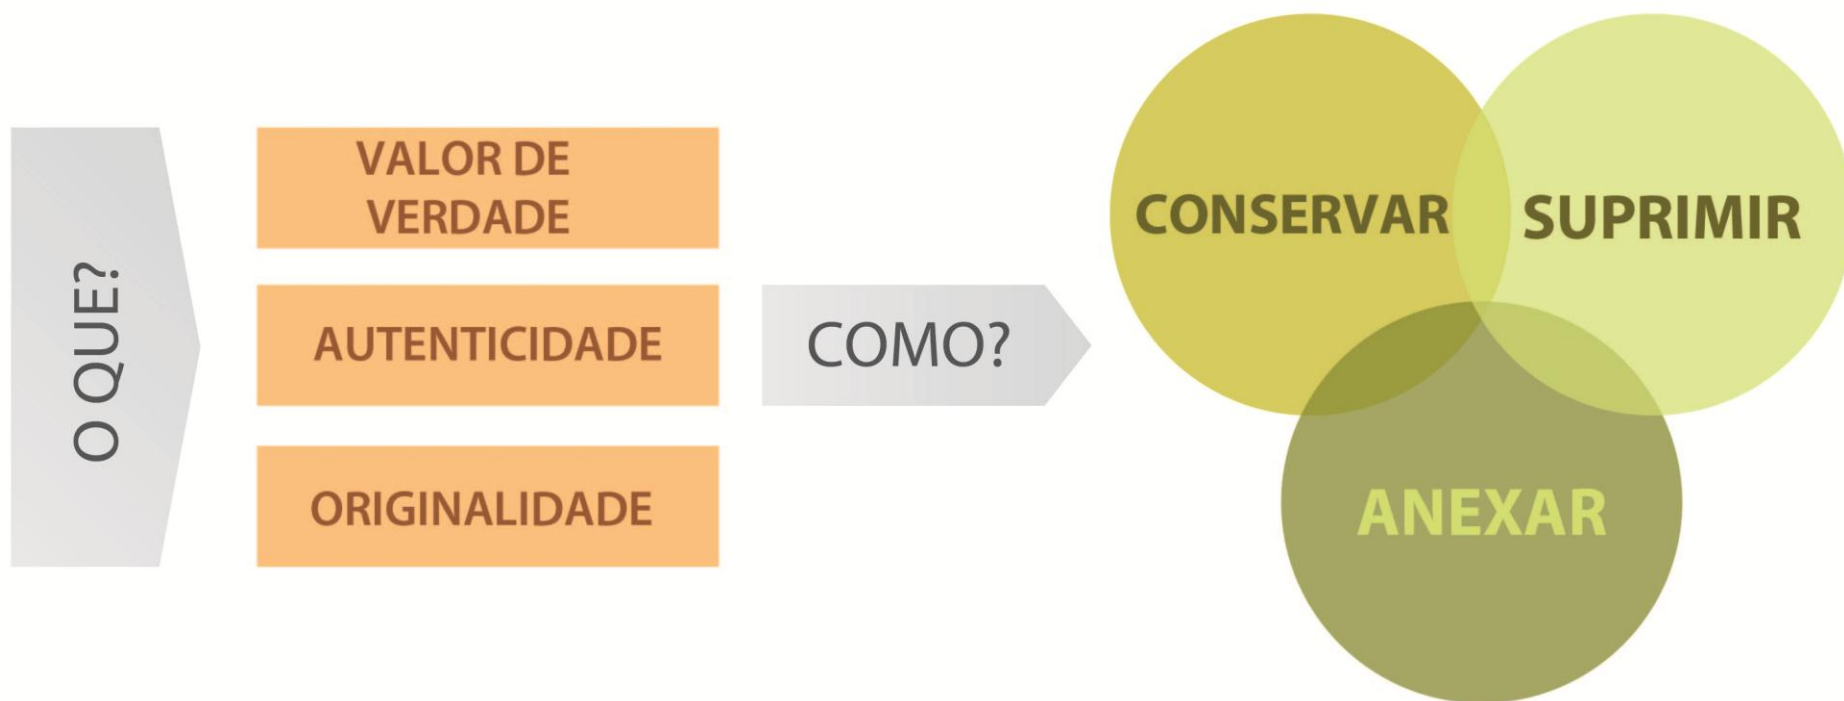 O QUE?
VALOR DE
VERDADE
AUTENTICIDADE
ORIGINALIDADE
COMO?
CONSERVAR
SUPRIMIR
ANEXAR